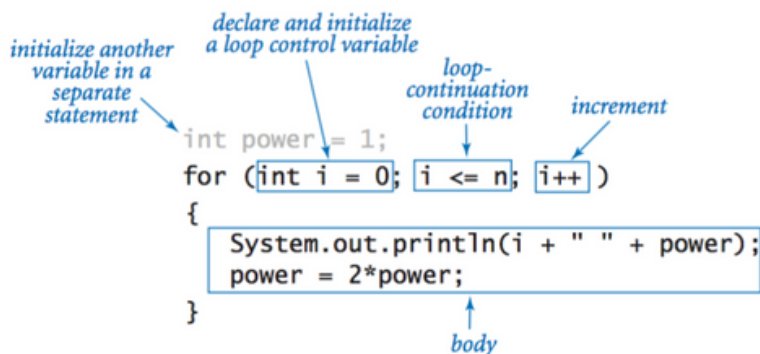 declare and initialize
a loop control variable
initialize another
variable in a
separate
statement
loop-
continuation
condition
increment
int power = 1;
for (int i = 0; i <= n; i++ )
{
System.out.println(i + " " + power);
power = 2*power;
}
body